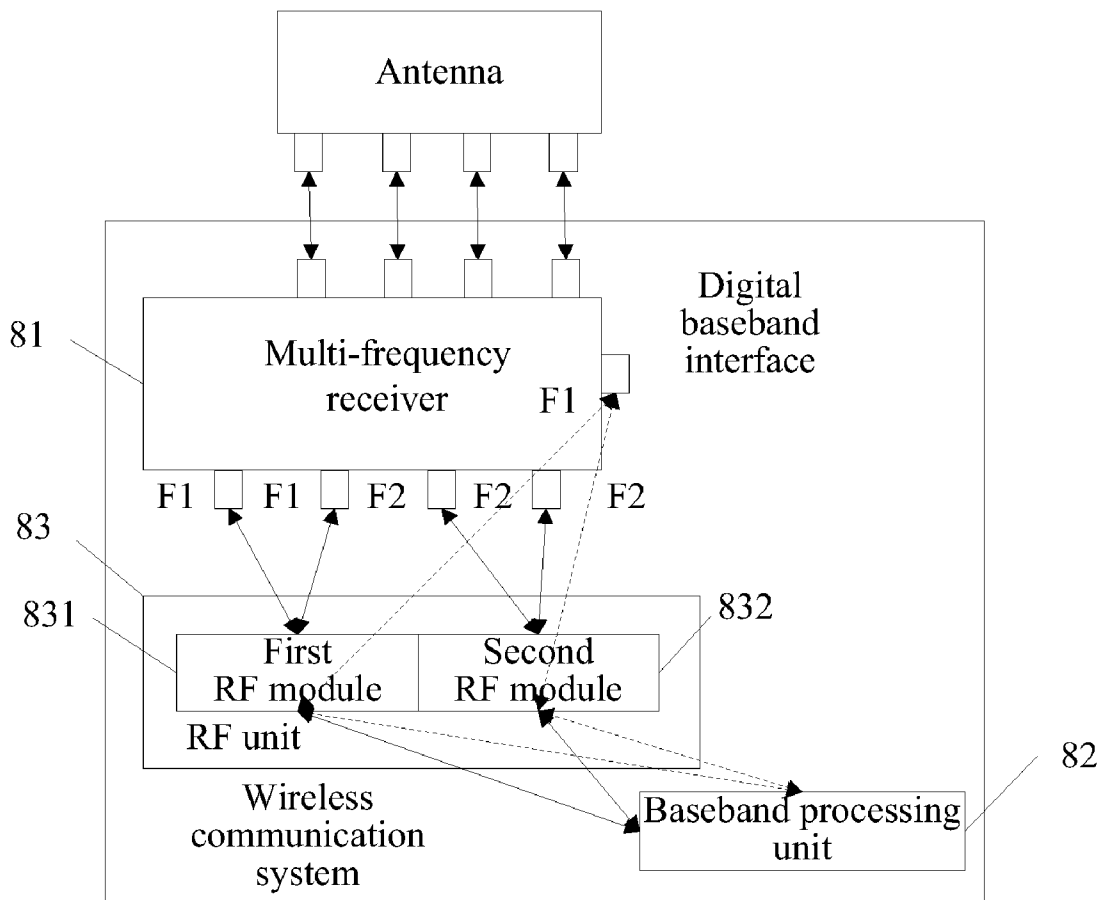 Antenna
Digital
baseband
interface
81
Multi-frequency
receiver
F1
F1 F1 F2 F2 F2
83
831
832
First
RF module
Second
RF module
RF unit
82
Wireless
communication
system
Baseband processing
unit